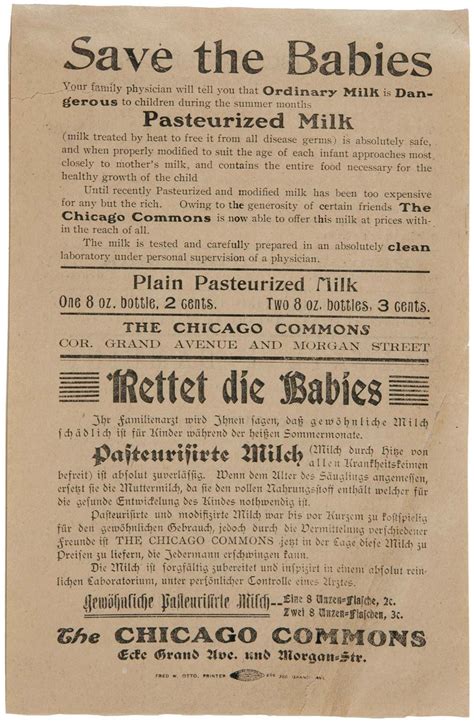 Save the Babies
Your family physician will tell you that Ordinary Milk is Dan-
gerous to children during the summer months
Pasteurized Milk
(milk treated by heat to free it from all disease germs) is absolutely safe,
and when properly modified to suit the age of each infant approaches most
closely to mother's milk, and contains the entire food necessary for the
healthy growth of the child
Until recently Pasteurized and modified milk has been too expensive
for any but the rich. Owing to the generosity of certain friends The
Chicago Commons is now able to offer this milk at prices with-
in the reach of all.
The milk is tested and carefully prepared in an absolutely clean
laboratory under personal supervision of a physician.
Plain Pasteurized Milk
One 8 oz. bottle, 2 cents. Two 8 oz. bottles, 3 cents.
THE CHICAGO COMMONS
COR. GRAND AVENUE AND MORGAN STREET
Rettet die Babies
Ihr Familienarzt wird Ihnen sagen, daß gewöhnliche Milch
schädlich ist für Kinder während der heißen Sommermonate.
Pasteurisirte Milch (Milch durch Hitze von
allen Krankheitskeimen
befreit) ist absolut zuverlässig. Wenn dem Alter des Säuglings angemessen,
ersetzt sie die Muttermilch, da sie den vollen Nahrungsstoff enthält welcher für
die gesunde Entwickelung des Kindes nothwendig ist.
Pasteurisirte und modifizirte Milch war bis vor Kurzem zu kostspielig
für den gewöhnlichen Gebrauch, jedoch durch die Vermittelung verschiedener
Freunde ist THE CHICAGO COMMONS jetzt in der Lage diese Milch zu
Preisen zu liefern, die Jedermann erschwingen kann.
Die Milch ist sorgfältig zubereitet und inspizirt in einem absolut rein-
lichen Laboratorium, unter persönlicher Controlle eines Arztes.
Gewöhnliche Pasteurisirte Milch—Eine 8 Unzen-Flasche, 2c.
Zwei 8 Unzen-Flaschen, 3c.
The CHICAGO COMMONS
Ecke Grand Ave. und Morgan-Str.
FRED W. OTTO, PRINTER GRAND AVE.